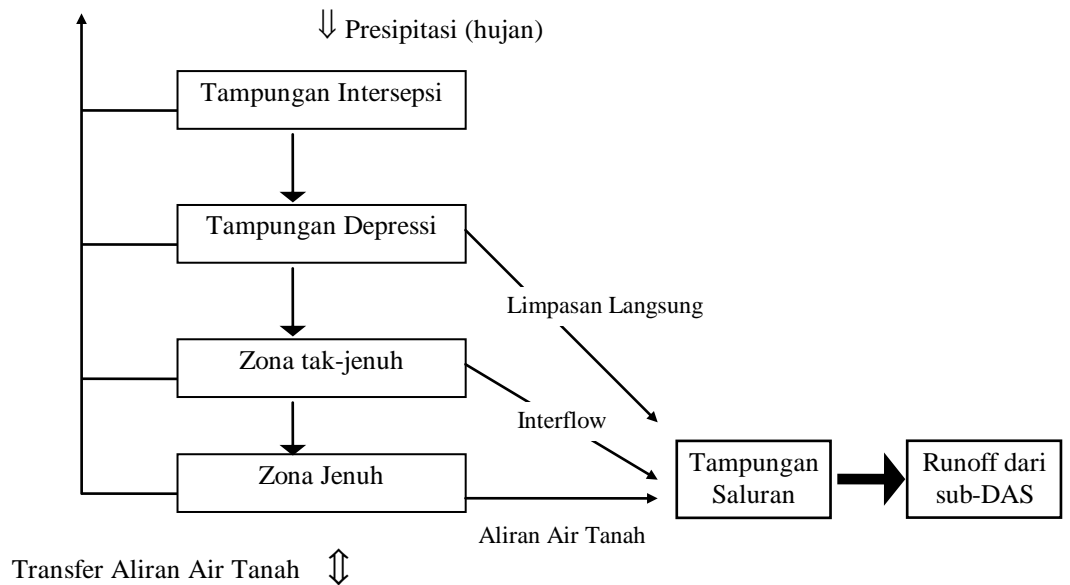 Presipitasi (hujan)
Tampungan Intersepsi
Tampungan Depressi
Limpasan Langsung
Zona tak-jenuh
Interflow
Zona Jenuh
Tampungan
Saluran
Runoff dari
sub-DAS
Aliran Air Tanah
Transfer Aliran Air Tanah